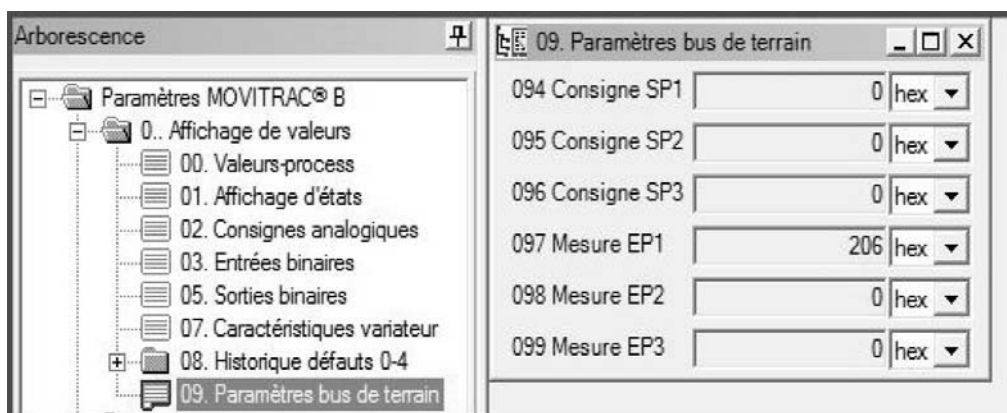 Arborescence
Paramètres MOVITRAC® B
0.. Affichage de valeurs
00. Valeurs-process
01. Affichage d'états
02. Consignes analogiques
03. Entrées binaires
05. Sorties binaires
07. Caractéristiques variateur
08. Historique défauts 0-4
09. Paramètres bus de terrain
09. Paramètres bus de terrain
094 Consigne SP1 0 hex
095 Consigne SP2 0 hex
096 Consigne SP3 0 hex
097 Mesure EP1 206 hex
098 Mesure EP2 0 hex
099 Mesure EP3 0 hex